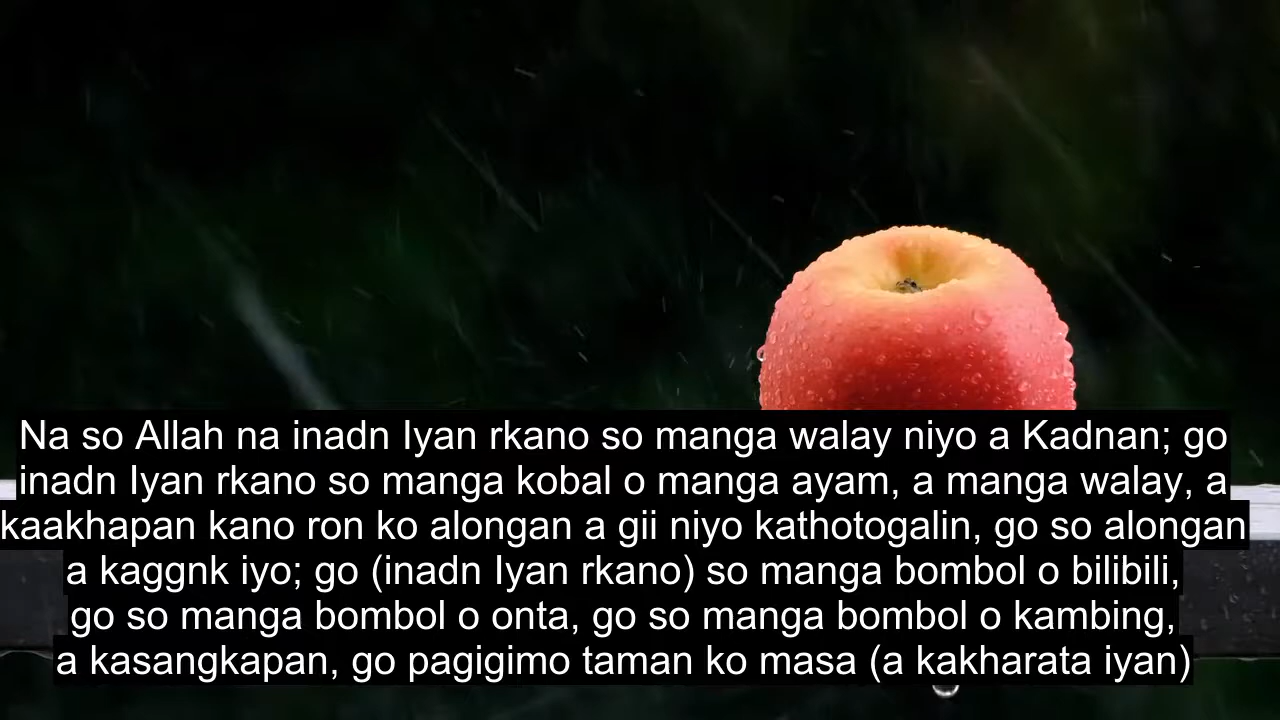 Na so Allah na inadn Iyan rkano so manga walay niyo a Kadnan; go
inadn Iyan rkano so manga kobal o manga ayam, a manga walay, a
kaakhapan kano ron ko alongan a gii niyo kathotogalin, go so alongan
a kaggnk iyo; go (inadn Iyan rkano) so manga bombol o bilibili,
go so manga bombol o onta, go so manga bombol o kambing,
a kasangkapan, go pagigimo taman ko masa (a kakharata iyan)